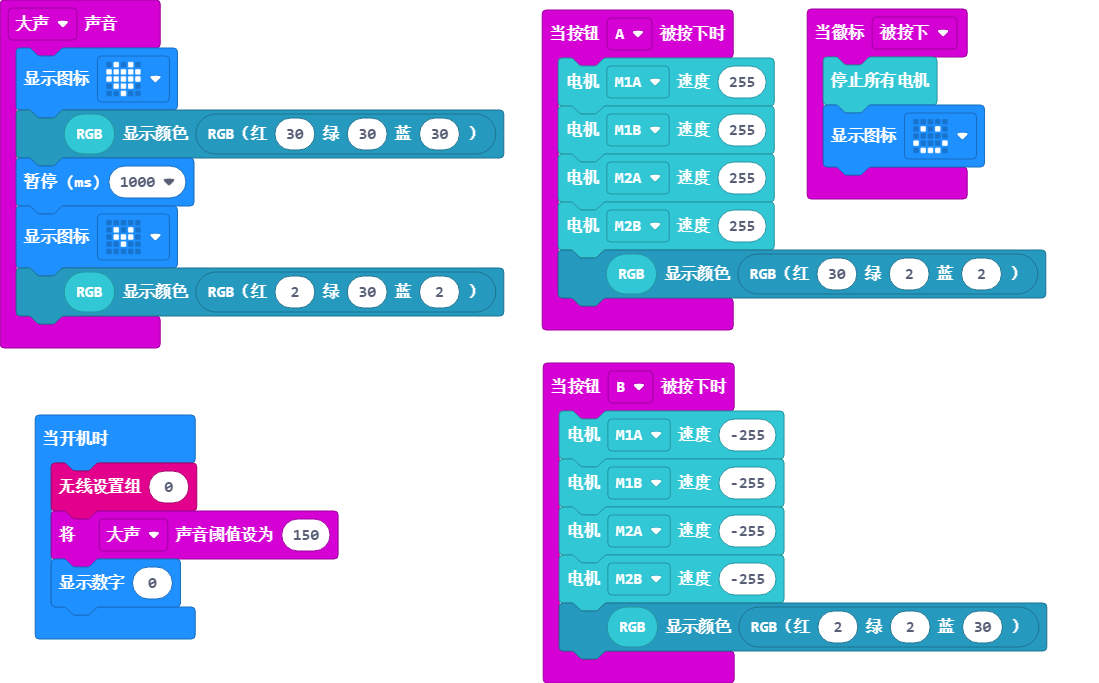 大声 声音
显示图标
RGB 显示颜色 RGB（红 30 绿 30 蓝 30 ）
暂停（ms）1000
显示图标
RGB 显示颜色 RGB（红 2 绿 30 蓝 2 ）
当开机时
无线设置组 0
将 大声 声音阈值设为 150
显示数字 0
当按钮 A 被按下时
电机 M1A 速度 255
电机 M1B 速度 255
电机 M2A 速度 255
电机 M2B 速度 255
RGB 显示颜色 RGB（红 30 绿 2 蓝 2 ）
当徽标 被按下
停止所有电机
显示图标
当按钮 B 被按下时
电机 M1A 速度 -255
电机 M1B 速度 -255
电机 M2A 速度 -255
电机 M2B 速度 -255
RGB 显示颜色 RGB（红 2 绿 2 蓝 30 ）